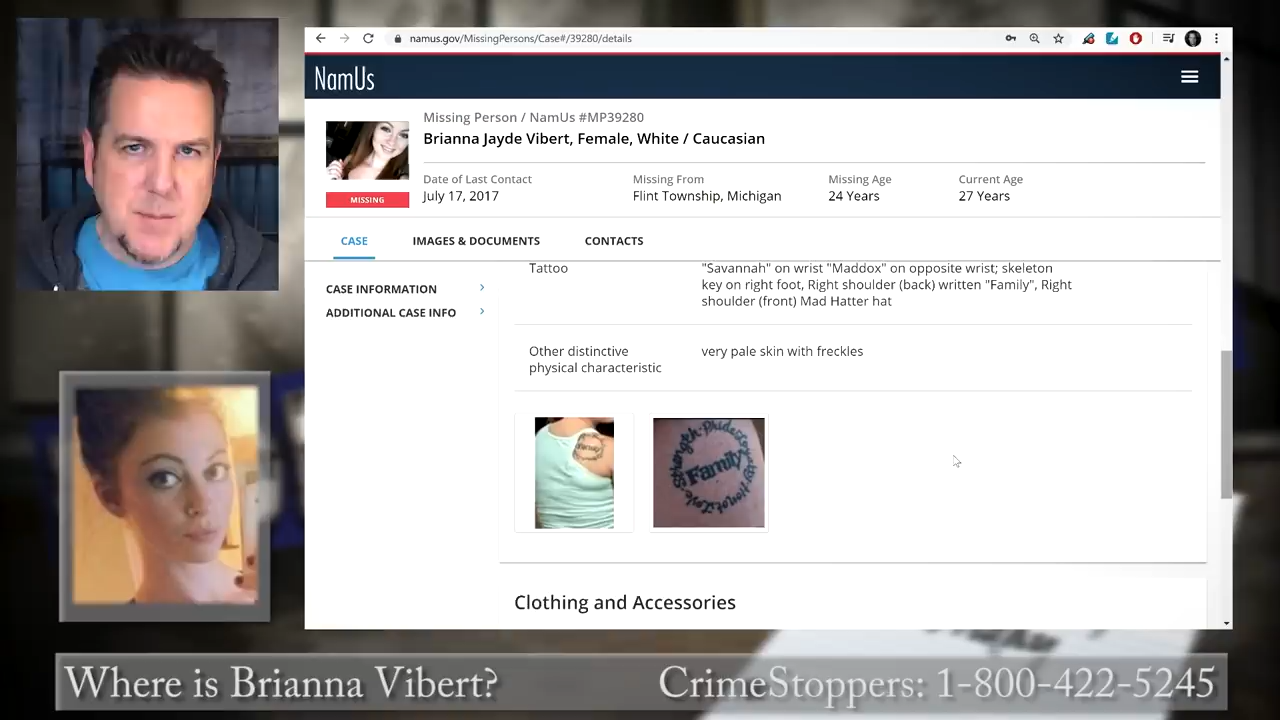 namus.gov/MissingPersons/Case#/39280/details
NamUs
Missing Person / NamUs #MP39280
Brianna Jayde Vibert, Female, White / Caucasian
Date of Last Contact
Missing From
Missing Age
Current Age
July 17, 2017
Flint Township, Michigan
24 Years
27 Years
MISSING
CASE
IMAGES & DOCUMENTS
CONTACTS
CASE INFORMATION
ADDITIONAL CASE INFO
Tattoo
"Savannah" on wrist "Maddox" on opposite wrist; skeleton
key on right foot, Right shoulder (back) written "Family", Right
shoulder (front) Mad Hatter hat
Other distinctive
physical characteristic
very pale skin with freckles
Family
Strength
Family
Clothing and Accessories
Where is Brianna Vibert?
CrimeStoppers: 1-800-422-5245